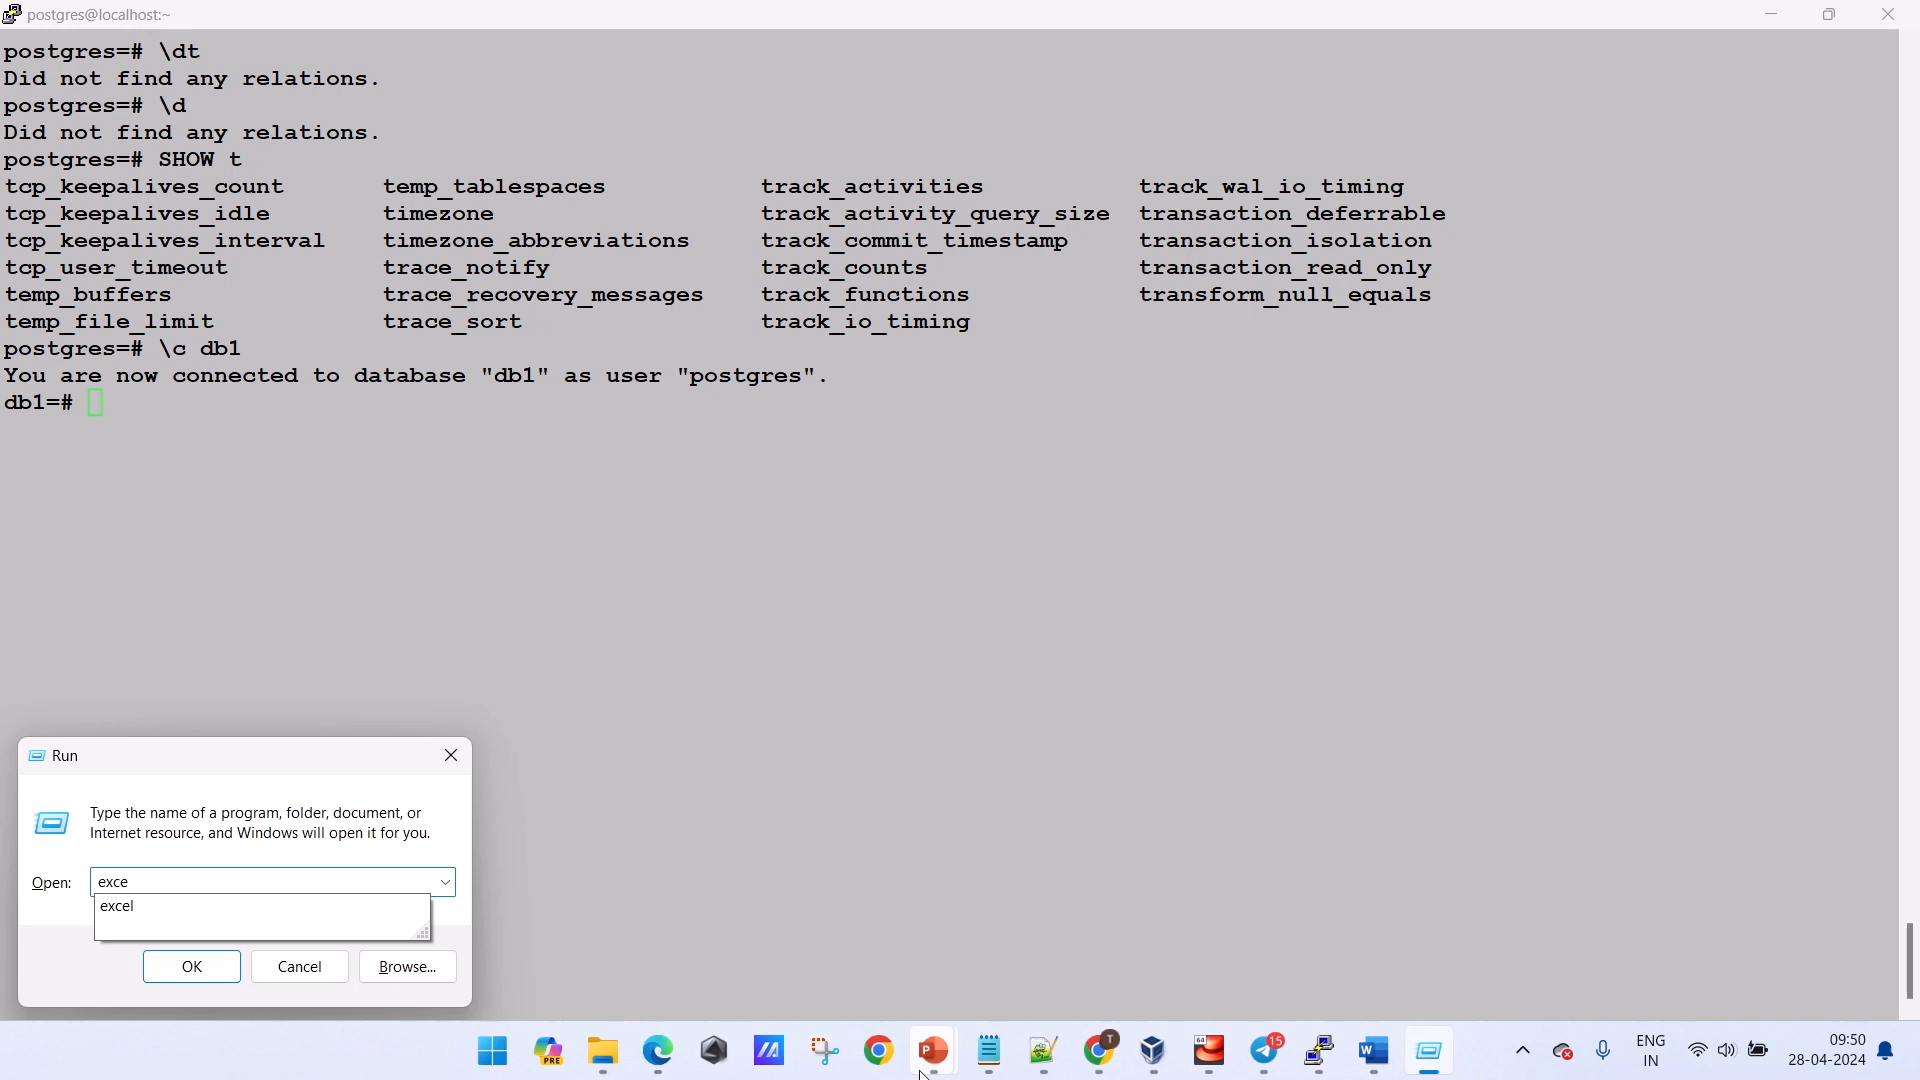 postgres@localhost:~
postgres=# \dt
Did not find any relations.
postgres=# \d
Did not find any relations.
postgres=# SHOW t
tcp_keepalives_count temp_tablespaces track_activities track_wal_io_timing
tcp_keepalives_idle timezone track_activity_query_size transaction_deferrable
tcp_keepalives_interval timezone_abbreviations track_commit_timestamp transaction_isolation
tcp_user_timeout trace_notify track_counts transaction_read_only
temp_buffers trace_recovery_messages track_functions transform_null_equals
temp_file_limit trace_sort track_io_timing
postgres=# \c db1
You are now connected to database "db1" as user "postgres".
db1=#
Run
Type the name of a program, folder, document, or
Internet resource, and Windows will open it for you.
Open: exce
excel
OK Cancel Browse...
PRE
P
64
T
15
W
ENG
IN
09:50
28-04-2024